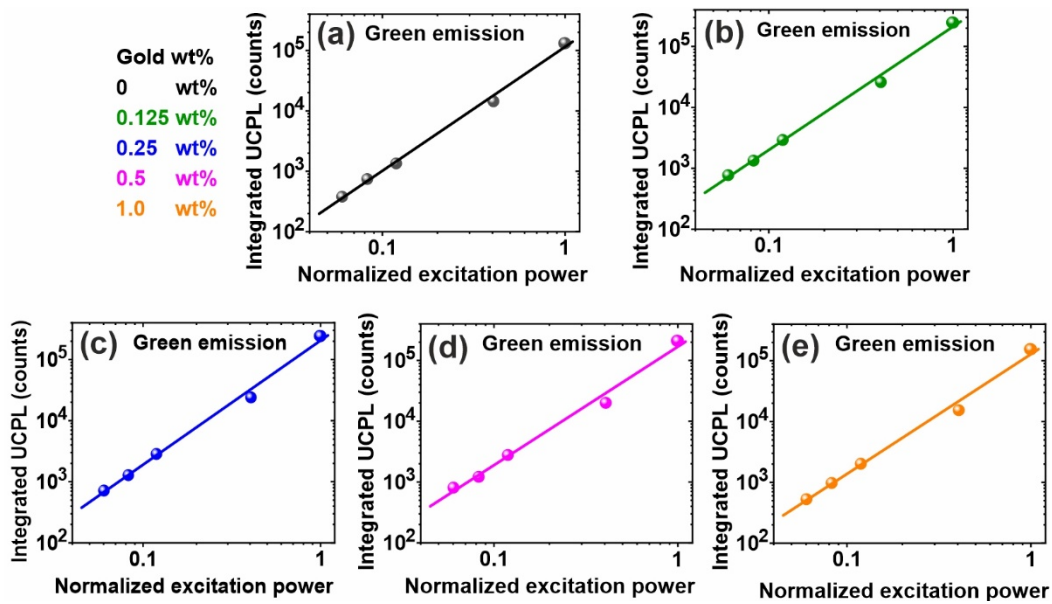 Gold wt%
0 wt%
0.125 wt%
0.25 wt%
0.5 wt%
1.0 wt%
(a) Green emission
Integrated UCPL (counts)
10^5
10^4
10^3
10^2
0.1 1
Normalized excitation power
(b) Green emission
Integrated UCPL (counts)
10^5
10^4
10^3
10^2
0.1 1
Normalized excitation power
(c) Green emission
Integrated UCPL (counts)
10^5
10^4
10^3
10^2
0.1 1
Normalized excitation power
(d) Green emission
Integrated UCPL (counts)
10^5
10^4
10^3
10^2
0.1 1
Normalized excitation power
(e) Green emission
Integrated UCPL (counts)
10^5
10^4
10^3
10^2
0.1 1
Normalized excitation power